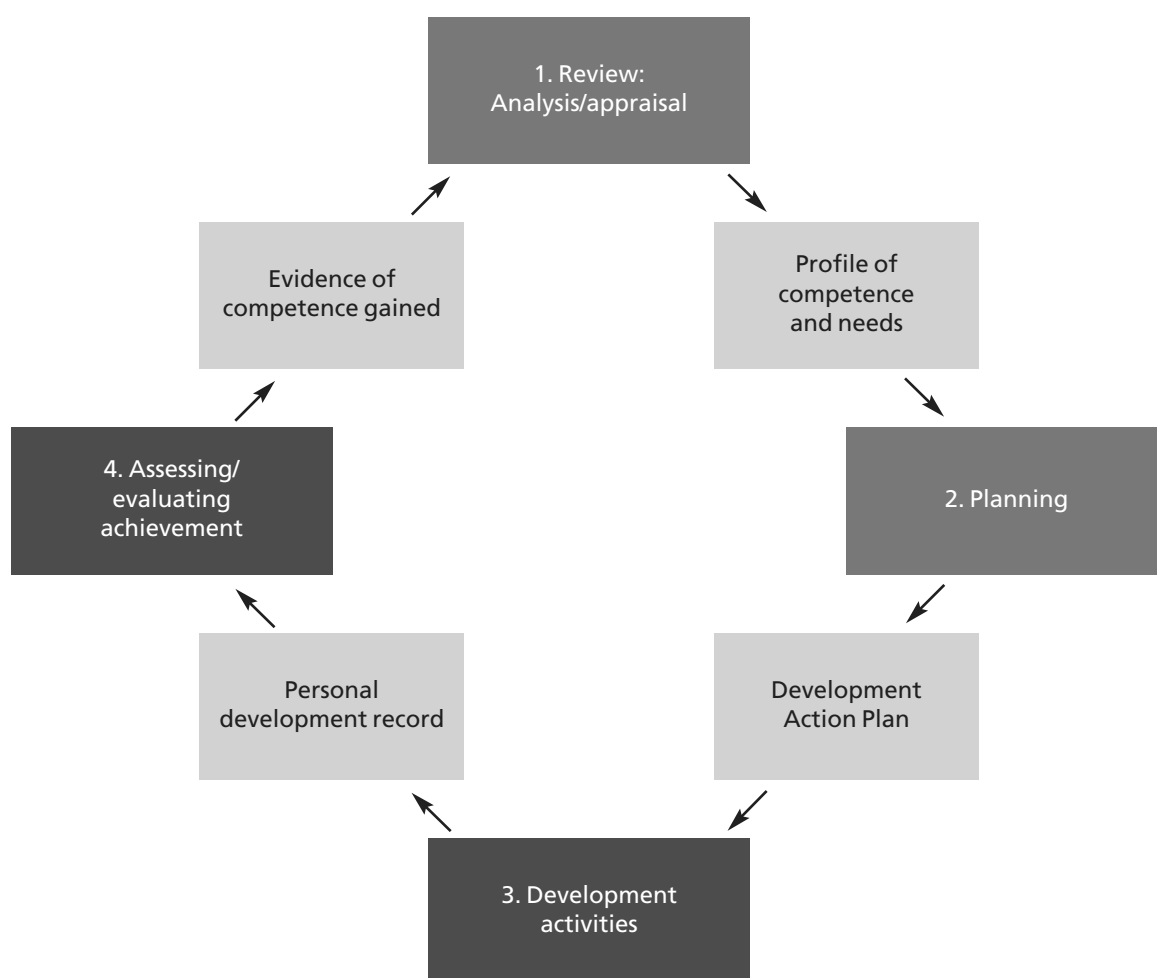 1. Review:
Analysis/appraisal
Evidence of
competence gained
Profile of
competence
and needs
4. Assessing/
evaluating
achievement
2. Planning
Personal
development record
Development
Action Plan
3. Development
activities